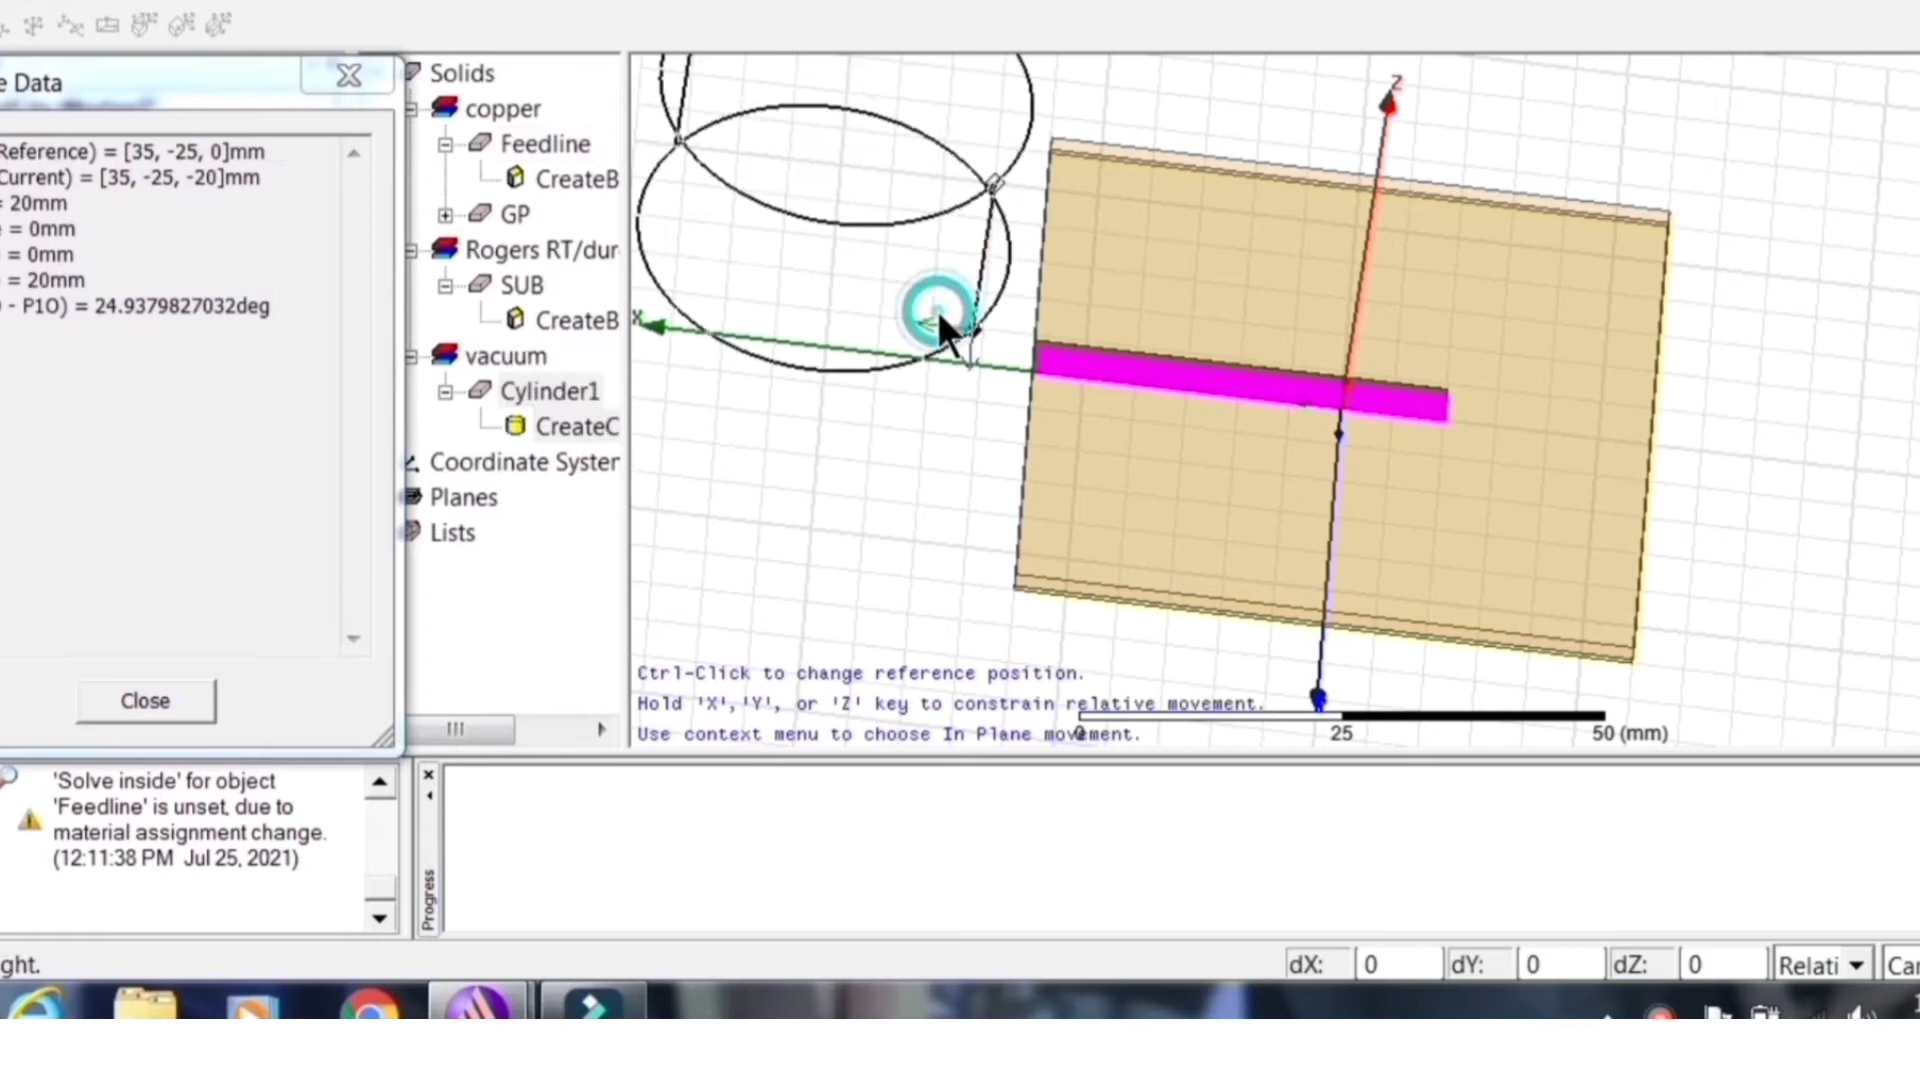 e Data
Reference) = [35, -25, 0]mm
Current) = [35, -25, -20]mm
= 20mm
= 0mm
= 0mm
= 20mm
- P1O) = 24.9379827032deg
Close
Solids
copper
Feedline
CreateB
GP
Rogers RT/dur
SUB
CreateB
vacuum
Cylinder1
CreateC
Coordinate System
Planes
Lists
Z
X
Ctrl-Click to change reference position.
Hold 'X','Y', or 'Z' key to constrain relative movement.
Use context menu to choose In Plane movement.
0 25 50 (mm)
'Solve inside' for object
'Feedline' is unset, due to
material assignment change.
(12:11:38 PM Jul 25, 2021)
Progress
ght.
dX: 0 dY: 0 dZ: 0 Relati Car